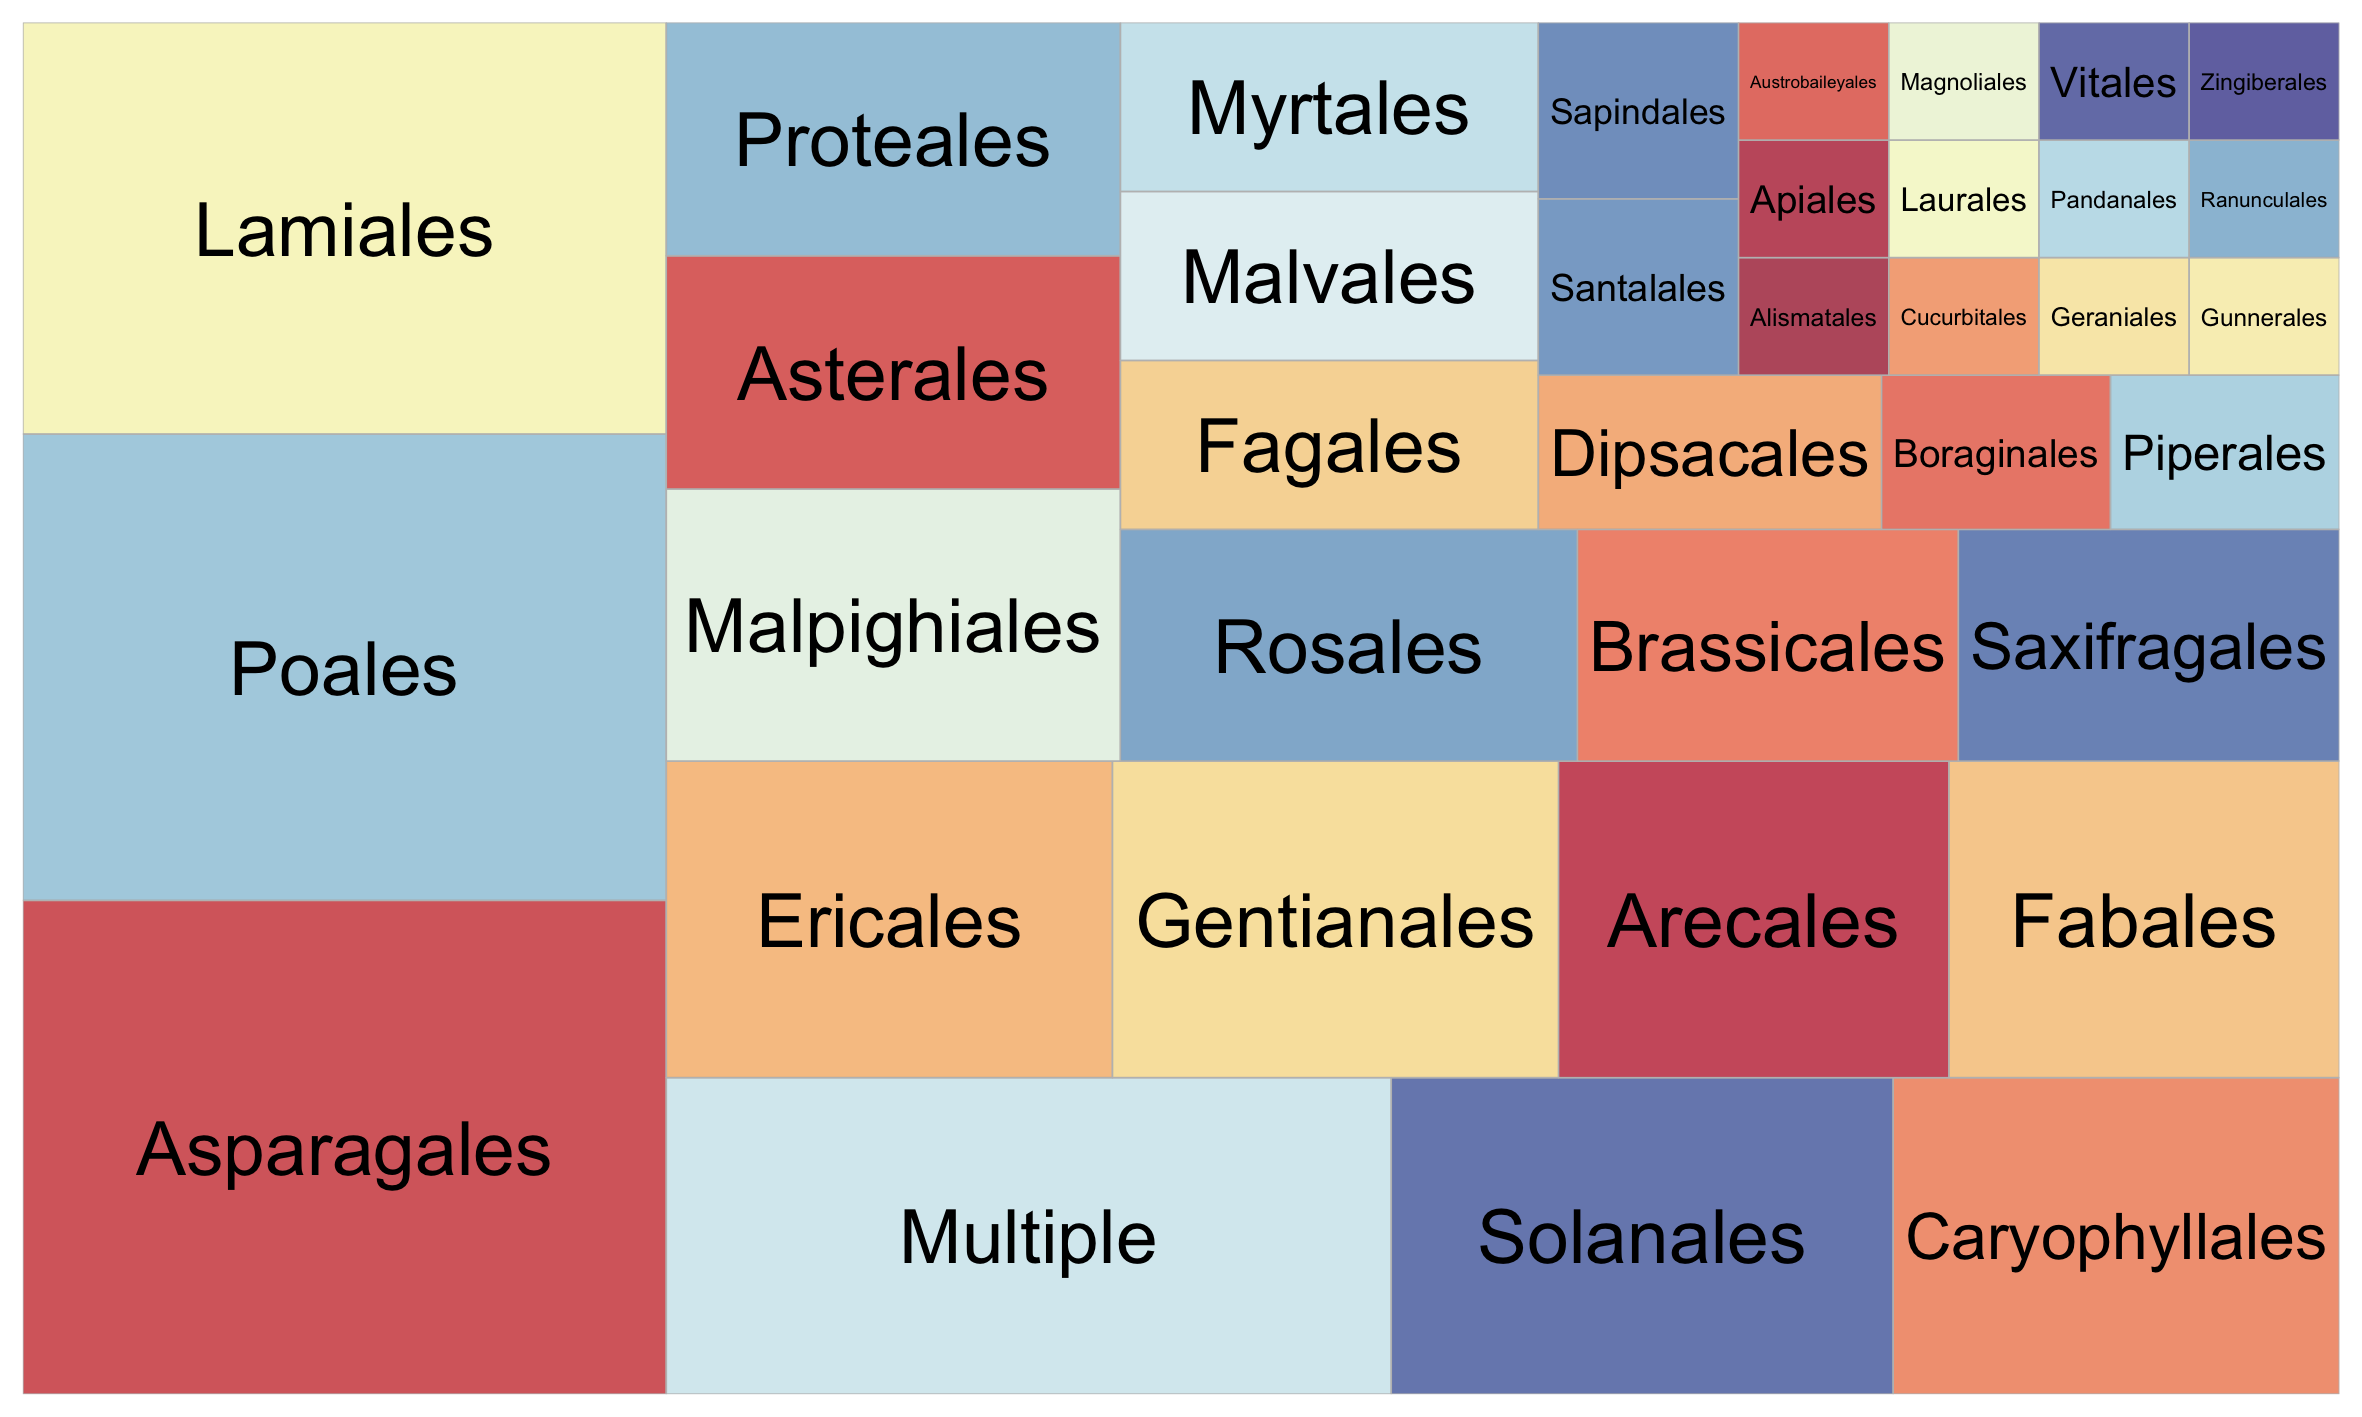 Lamiales
Poales
Asparagales
Proteales
Asterales
Malpighiales
Myrtales
Malvales
Fagales
Sapindales
Santalales
Austrobaileyales
Magnoliales
Vitales
Zingiberales
Apiales
Laurales
Pandanales
Ranunculales
Alismatales
Cucurbitales
Geraniales
Gunnerales
Dipsacales
Boraginales
Piperales
Rosales
Brassicales
Saxifragales
Ericales
Gentianales
Arecales
Fabales
Multiple
Solanales
Caryophyllales